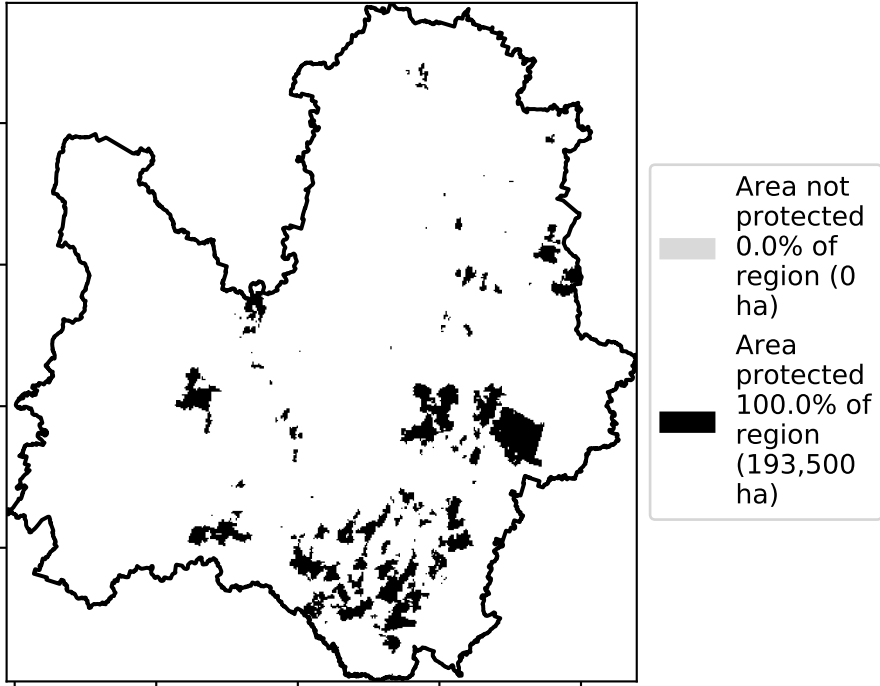 Area not
protected
0.0% of
region (0
ha)
Area
protected
100.0% of
region
(193,500
ha)